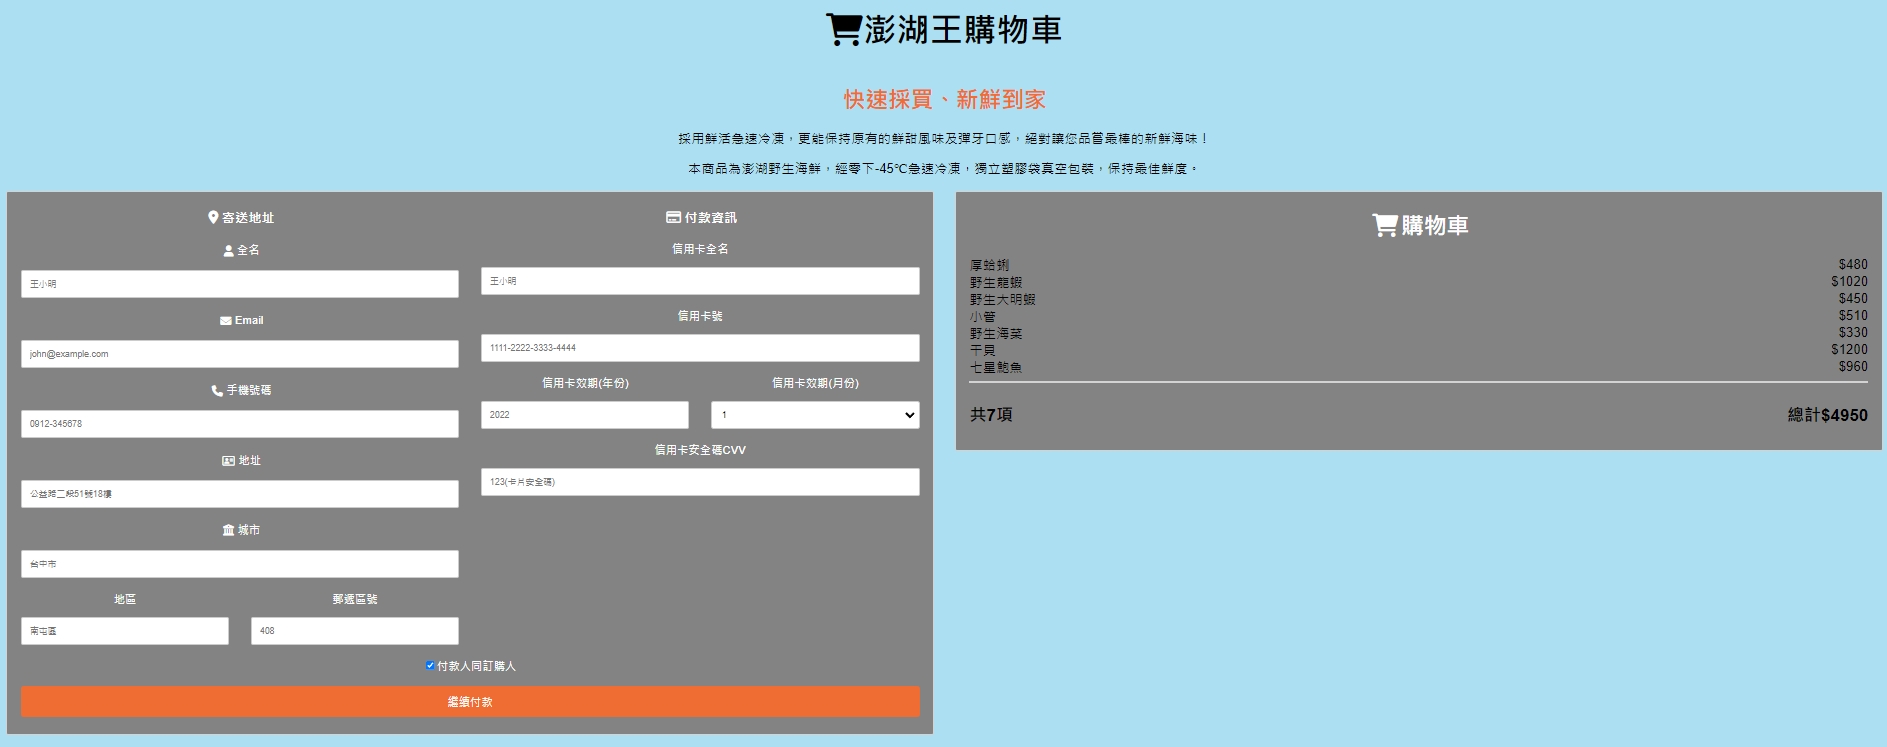 澎湖王購物車
快速採買、新鮮到家
採用鮮活急速冷凍，更能保持原有的鮮甜風味及彈牙口感，絕對讓您品嘗最棒的新鮮海味！
本商品為澎湖野生海鮮，經零下-45℃急速冷凍，獨立塑膠袋真空包裝，保持最佳鮮度。
寄送地址
全名
王小明
Email
john@example.com
手機號碼
0912-345678
地址
公益路二段51號18樓
城市
台中市
地區 郵遞區號
南屯區 408
付款資訊
信用卡全名
王小明
信用卡號
1111-2222-3333-4444
信用卡效期(年份) 信用卡效期(月份)
2022 1
信用卡安全碼CVV
123(卡片安全碼)
付款人同訂購人
繼續付款
購物車
厚蛤蜊 $480
野生龍蝦 $1020
野生大明蝦 $450
小管 $510
野生海菜 $330
干貝 $1200
七星鮑魚 $960
共7項 總計$4950